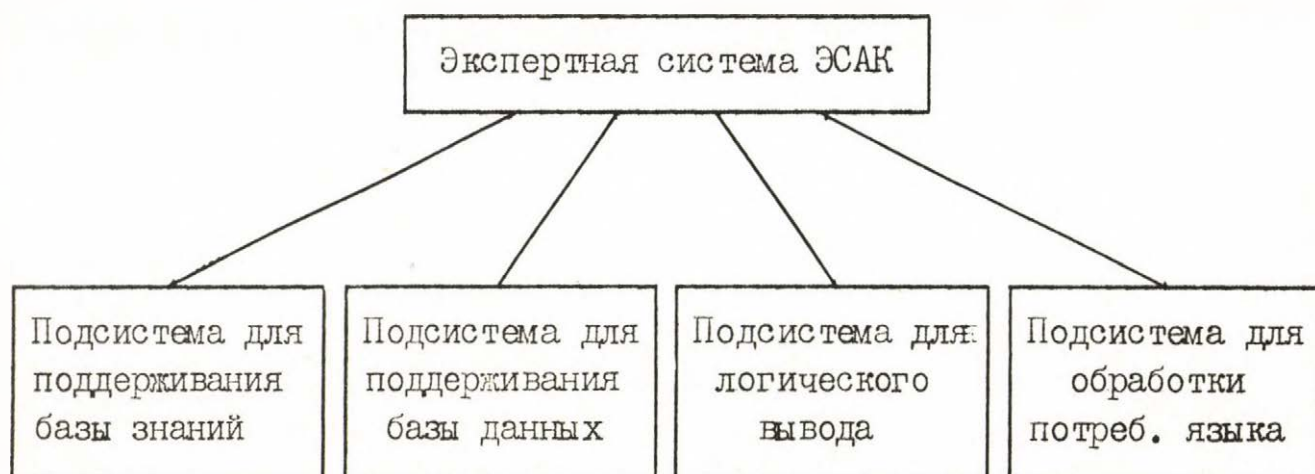 Экспертная система ЭСАК
Подсистема для
поддерживания
базы знаний
Подсистема для
поддерживания
базы данных
Подсистема для
логического
вывода
Подсистема для
обработки
потреб. языка